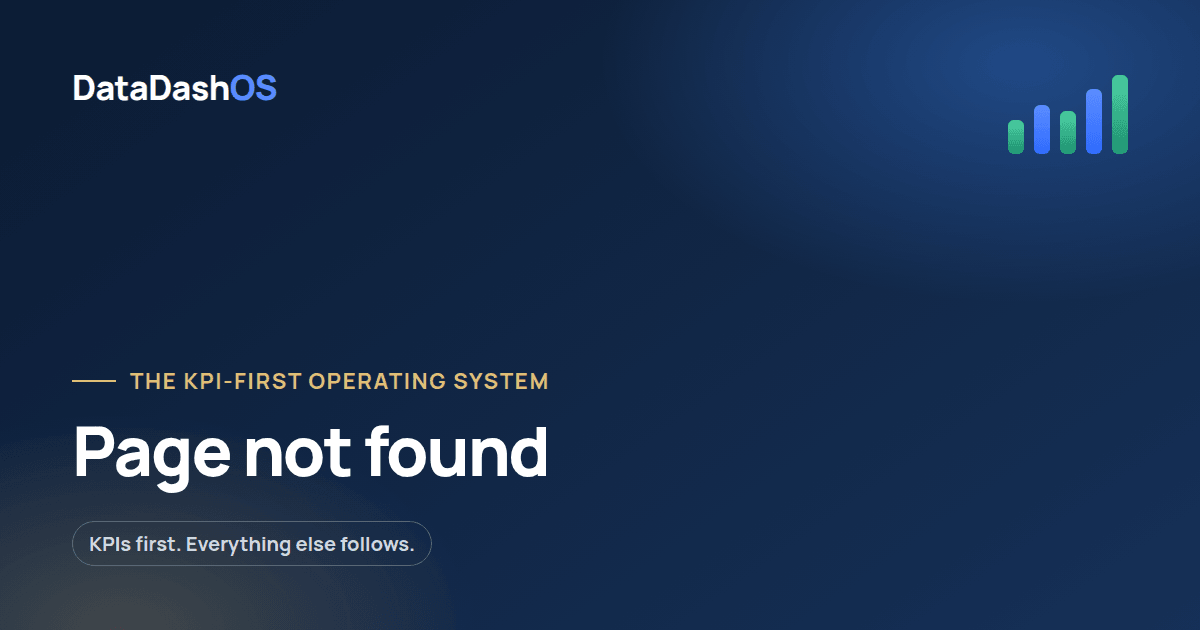 DataDashOS
THE KPI-FIRST OPERATING SYSTEM
Page not found
KPIs first. Everything else follows.